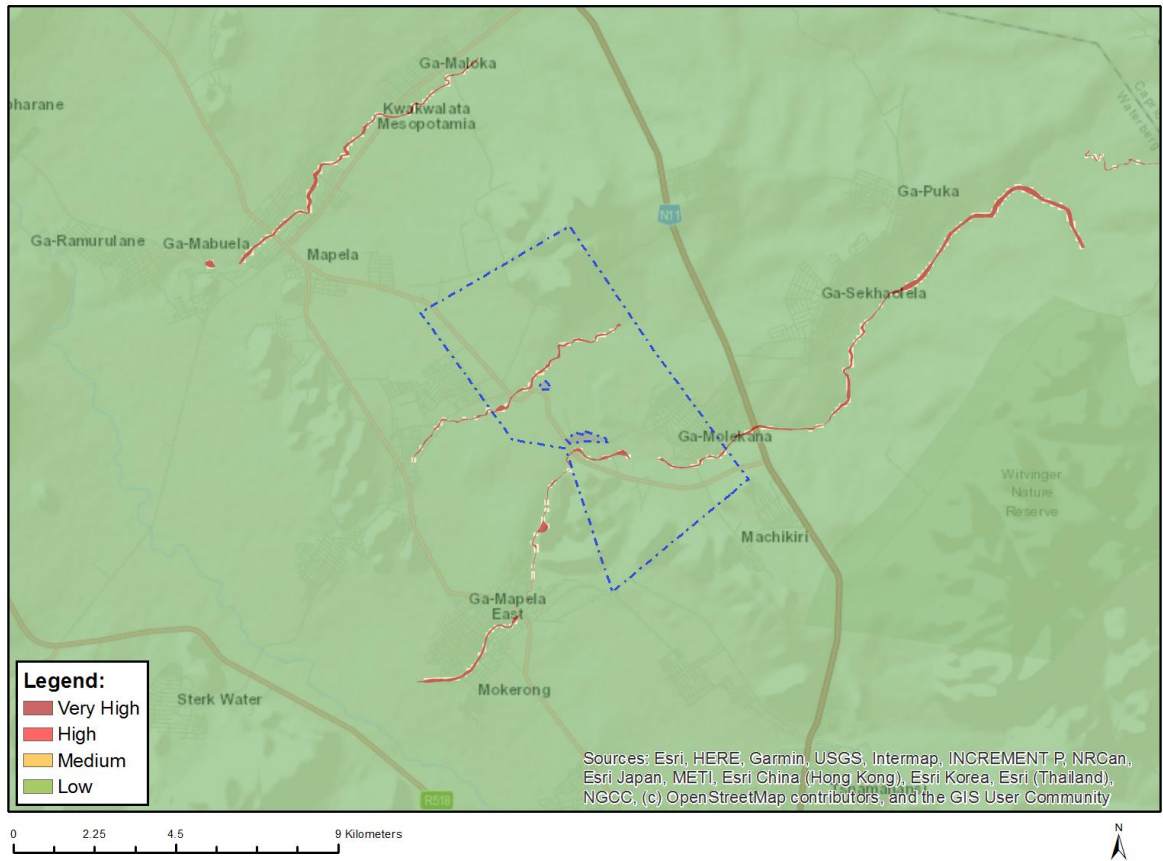 Ga-Maloka
Kwakwalata
Mesopotamia
pharane
Capri
Waterberg
Ga-Puka
N11
Ga-Ramurulane
Ga-Mabuela
Mapela
Ga-Sekhaolela
Ga-Molekana
Witvinger
Nature
Reserve
Machikiri
Ga-Mapela
East
Mokerong
Sterk Water
R518
Legend:
Very High
High
Medium
Low
Sources: Esri, HERE, Garmin, USGS, Intermap, INCREMENT P, NRCan,
Esri Japan, METI, Esri China (Hong Kong), Esri Korea, Esri (Thailand),
NGCC, (c) OpenStreetMap contributors, and the GIS User Community
0 2.25 4.5 9 Kilometers
N